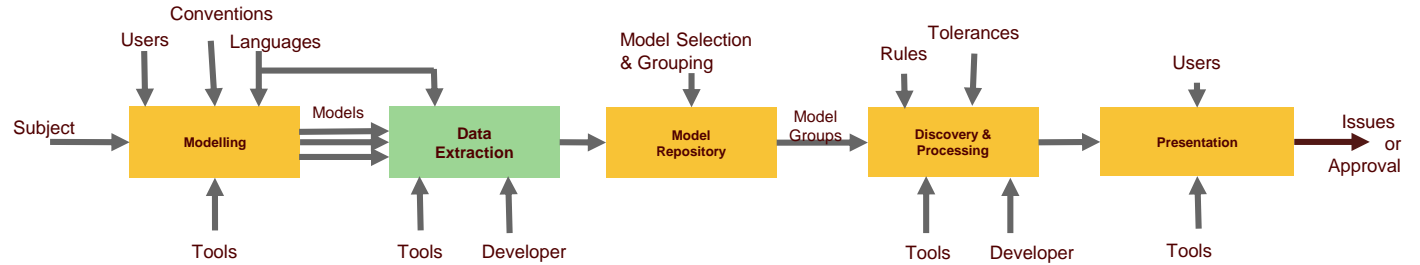 Conventions
Users
Languages
Model Selection
& Grouping
Tolerances
Rules
Users
Subject
Modelling
Models
Data
Extraction
Model
Repository
Model
Groups
Discovery &
Processing
Presentation
Issues
or
Approval
Tools
Tools
Developer
Tools
Developer
Tools